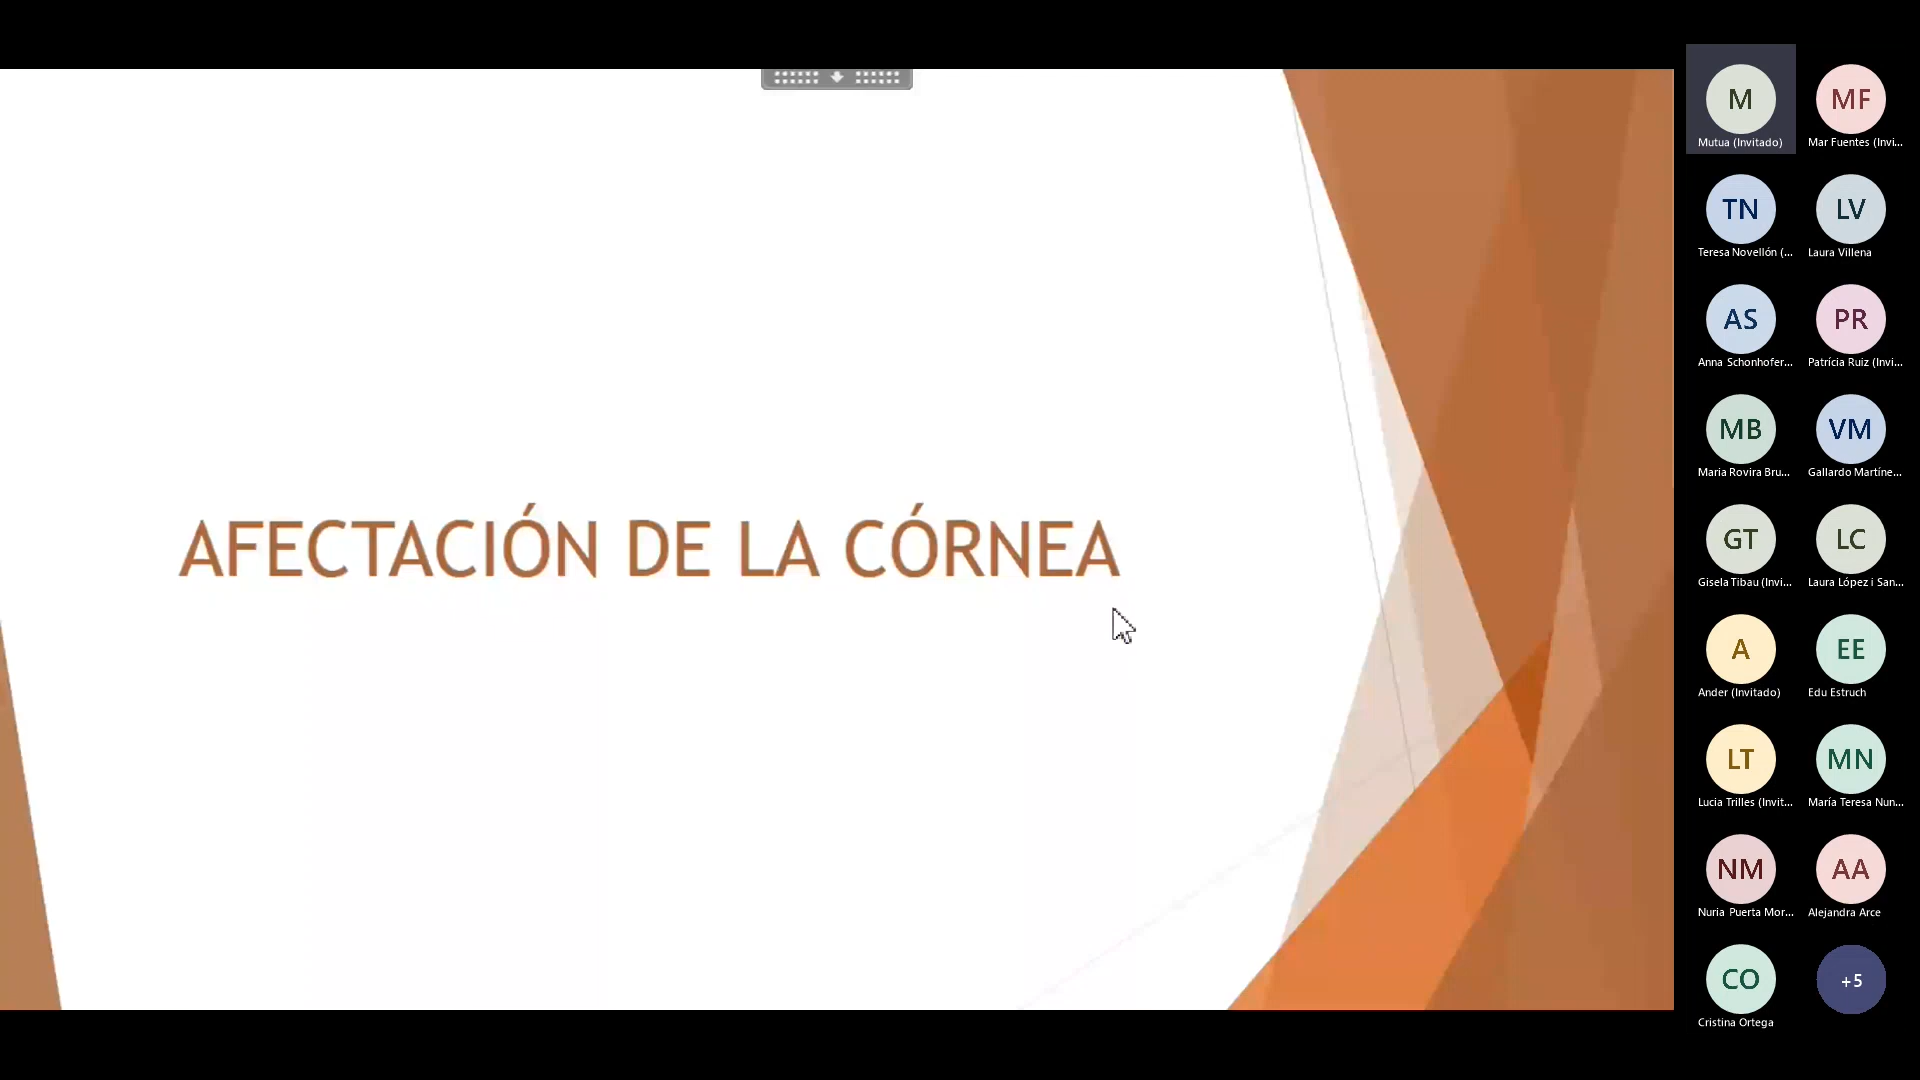 AFECTACIÓN DE LA CÓRNEA
M
Mutua (Invitado)
MF
Mar Fuentes (Invi...
TN
Teresa Novellón (...
LV
Laura Villena
AS
Anna Schonhofer...
PR
Patrícia Ruiz (Invi...
MB
Maria Rovira Bru...
VM
Gallardo Martíne...
GT
Gisela Tibau (Invi...
LC
Laura López i San...
A
Ander (Invitado)
EE
Edu Estruch
LT
Lucia Trilles (Invit...
MN
María Teresa Nun...
NM
Nuria Puerta Mor...
AA
Alejandra Arce
CO
Cristina Ortega
+5